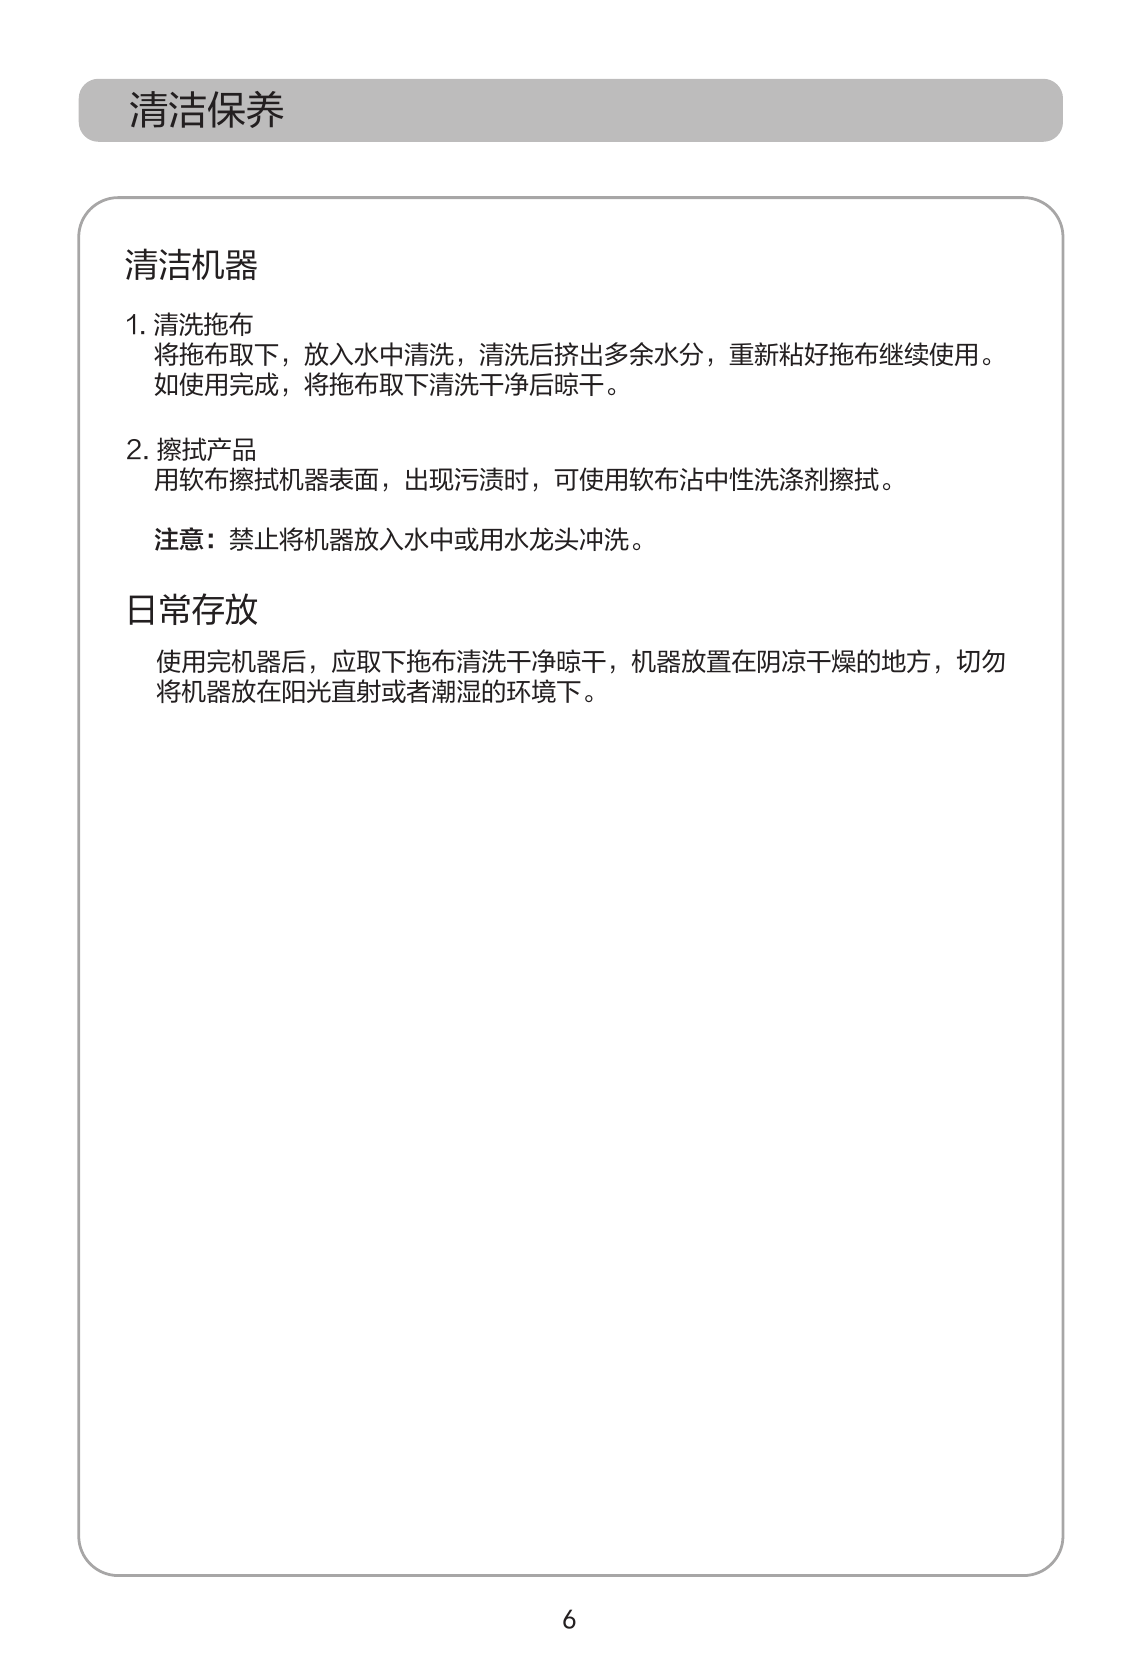 清洁保养
清洁机器
1. 清洗拖布
将拖布取下，放入水中清洗，清洗后挤出多余水分，重新粘好拖布继续使用。
如使用完成，将拖布取下清洗干净后晾干。
2. 擦拭产品
用软布擦拭机器表面，出现污渍时，可使用软布沾中性洗涤剂擦拭。
注意：禁止将机器放入水中或用水龙头冲洗。
日常存放
使用完机器后，应取下拖布清洗干净晾干，机器放置在阴凉干燥的地方，切勿
将机器放在阳光直射或者潮湿的环境下。
6